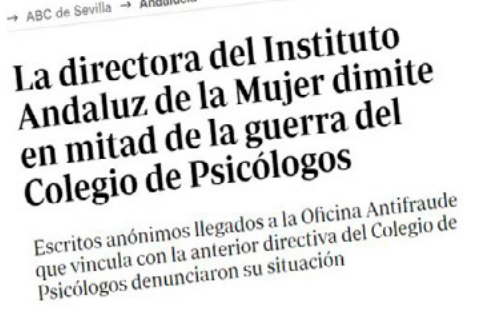 → ABC de Sevilla → Andalucía
La directora del Instituto
Andaluz de la Mujer dimite
en mitad de la guerra del
Colegio de Psicólogos
Escritos anónimos llegados a la Oficina Antifraude
que vincula con la anterior directiva del Colegio de
Psicólogos denunciaron su situación